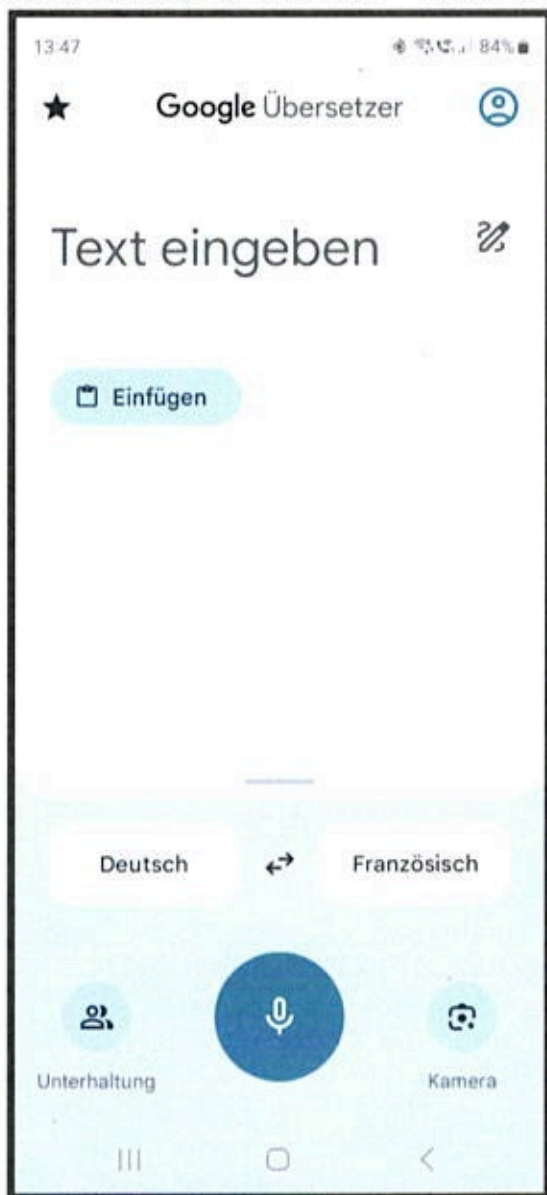 13:47 84%
Google Übersetzer
Text eingeben
Einfügen
Deutsch Französisch
Unterhaltung Kamera